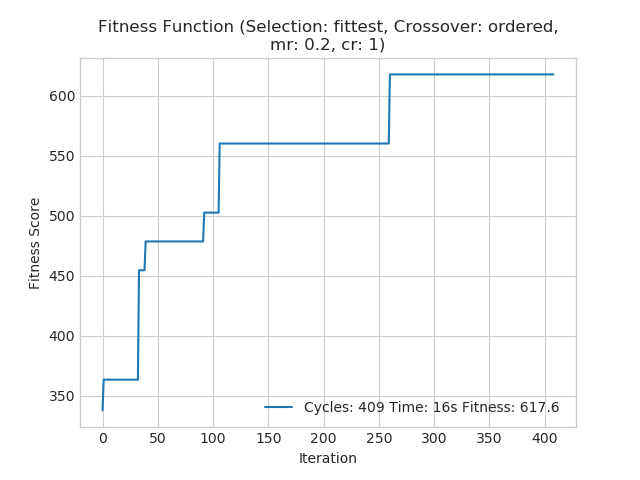 Fitness Function (Selection: fittest, Crossover: ordered,
mr: 0.2, cr: 1)
600
550
500
450
400
350
Fitness Score
Cycles: 409 Time: 16s Fitness: 617.6
0 50 100 150 200 250 300 350 400
Iteration